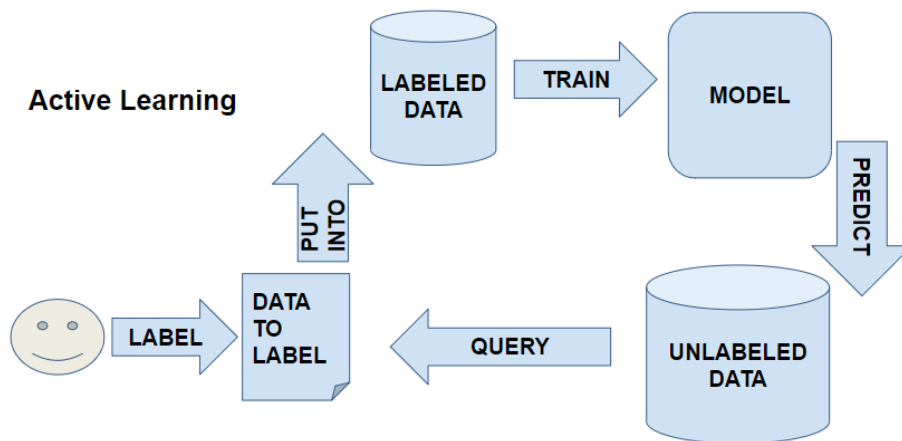 Active Learning
LABELED
DATA
TRAIN
MODEL
PREDICT
UNLABELED
DATA
QUERY
DATA
TO
LABEL
LABEL
PUT
INTO